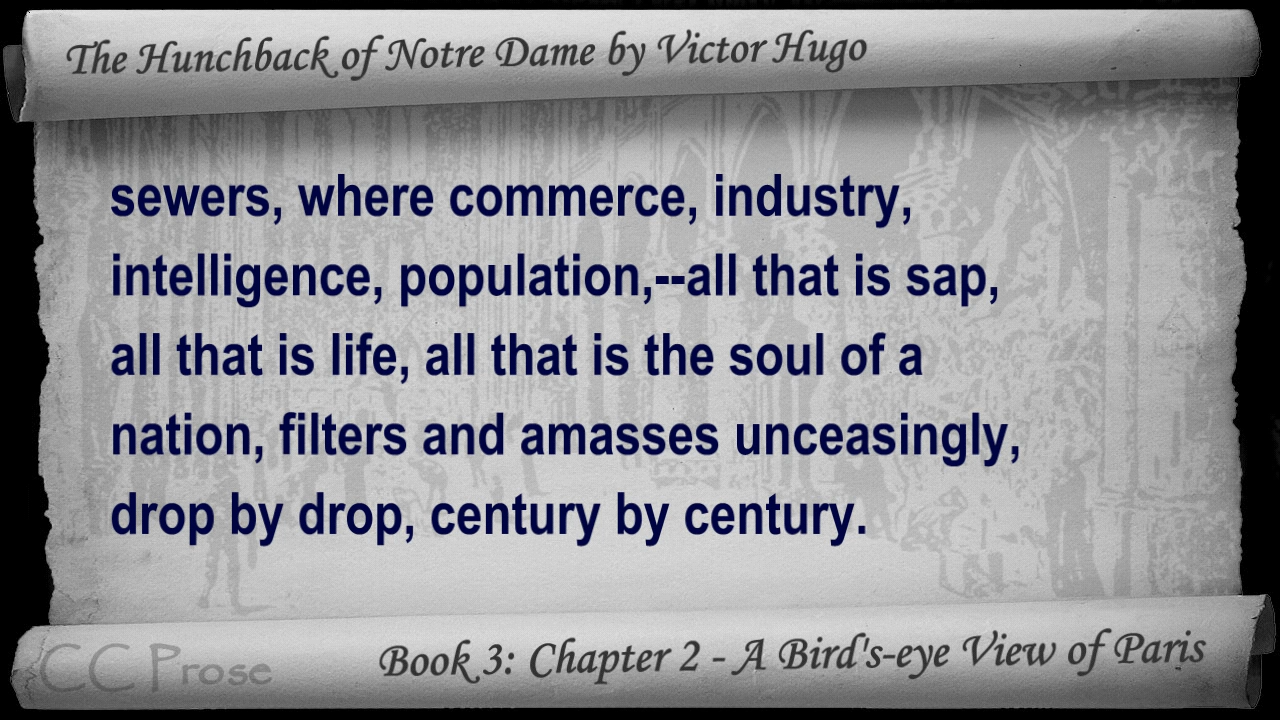 The Hunchback of Notre Dame by Victor Hugo
sewers, where commerce, industry,
intelligence, population,--all that is sap,
all that is life, all that is the soul of a
nation, filters and amasses unceasingly,
drop by drop, century by century.
CC Prose
Book 3: Chapter 2 - A Bird's-eye View of Paris